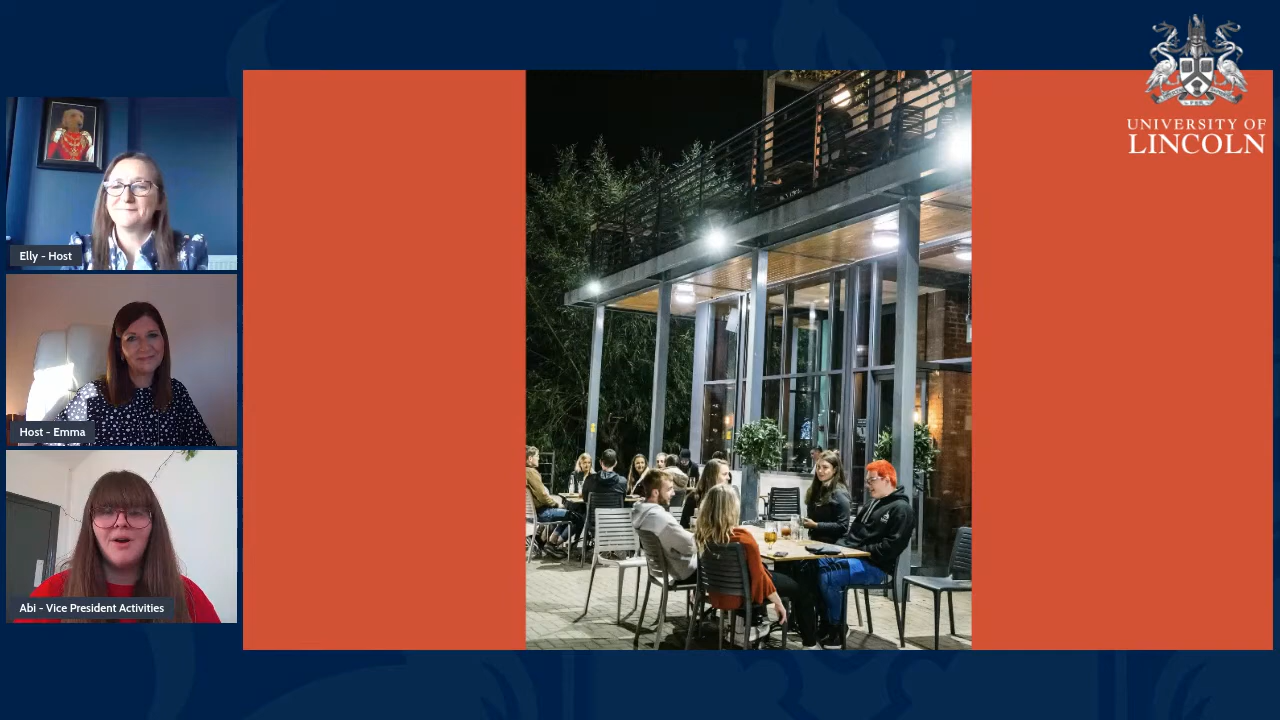 UNIVERSITY OF
LINCOLN
Elly - Host
Host - Emma
Abi - Vice President Activities